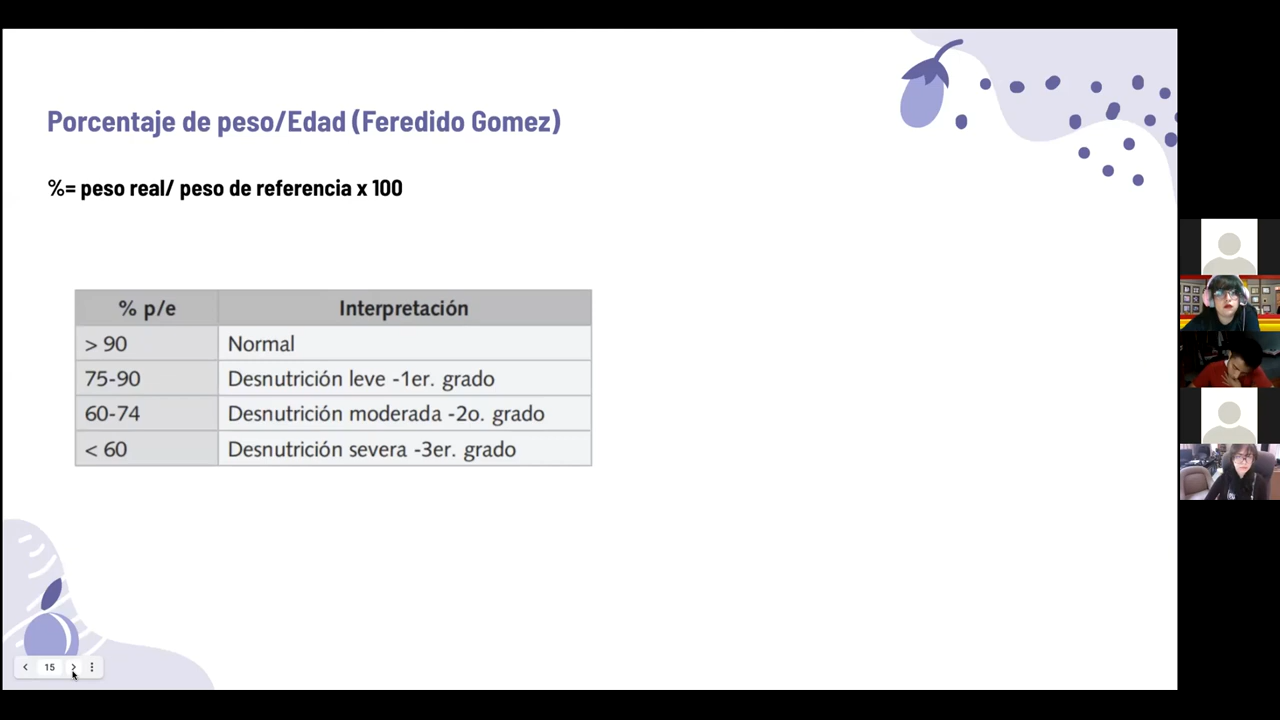 Porcentaje de peso/Edad (Feredido Gomez)
%= peso real/ peso de referencia x 100
% p/e Interpretación
> 90 Normal
75-90 Desnutrición leve -1er. grado
60-74 Desnutrición moderada -2o. grado
< 60 Desnutrición severa -3er. grado
15